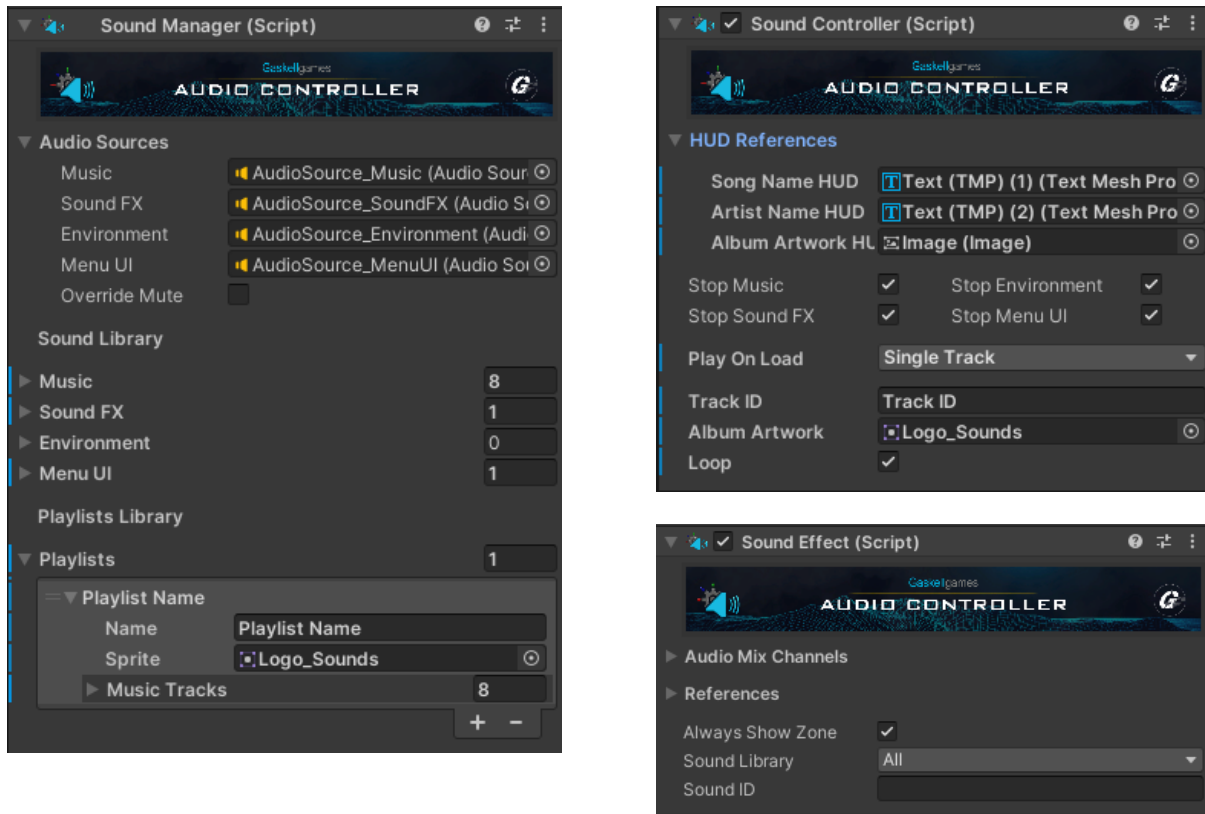 Sound Manager (Script)
Gaskellgames
AUDIO CONTROLLER
G
Audio Sources
Music AudioSource_Music (Audio Sour
Sound FX AudioSource_SoundFX (Audio S
Environment AudioSource_Environment (Audi
Menu UI AudioSource_MenuUI (Audio Sou
Override Mute
Sound Library
Music 8
Sound FX 1
Environment 0
Menu UI 1
Playlists Library
Playlists 1
Playlist Name
Name Playlist Name
Sprite Logo_Sounds
Music Tracks 8
+ −
Sound Controller (Script)
Gaskellgames
AUDIO CONTROLLER
G
HUD References
Song Name HUD Text (TMP) (1) (Text Mesh Pro
Artist Name HUD Text (TMP) (2) (Text Mesh Pro
Album Artwork HU Image (Image)
Stop Music Stop Environment
Stop Sound FX Stop Menu UI
Play On Load Single Track
Track ID Track ID
Album Artwork Logo_Sounds
Loop
Sound Effect (Script)
Gaskellgames
AUDIO CONTROLLER
G
Audio Mix Channels
References
Always Show Zone
Sound Library All
Sound ID